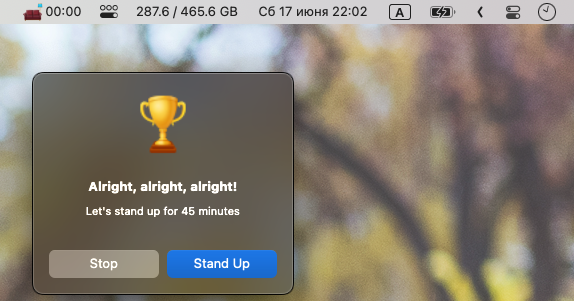 00:00 287.6 / 465.6 GB Сб 17 июня 22:02 A
Alright, alright, alright!
Let's stand up for 45 minutes
Stop Stand Up